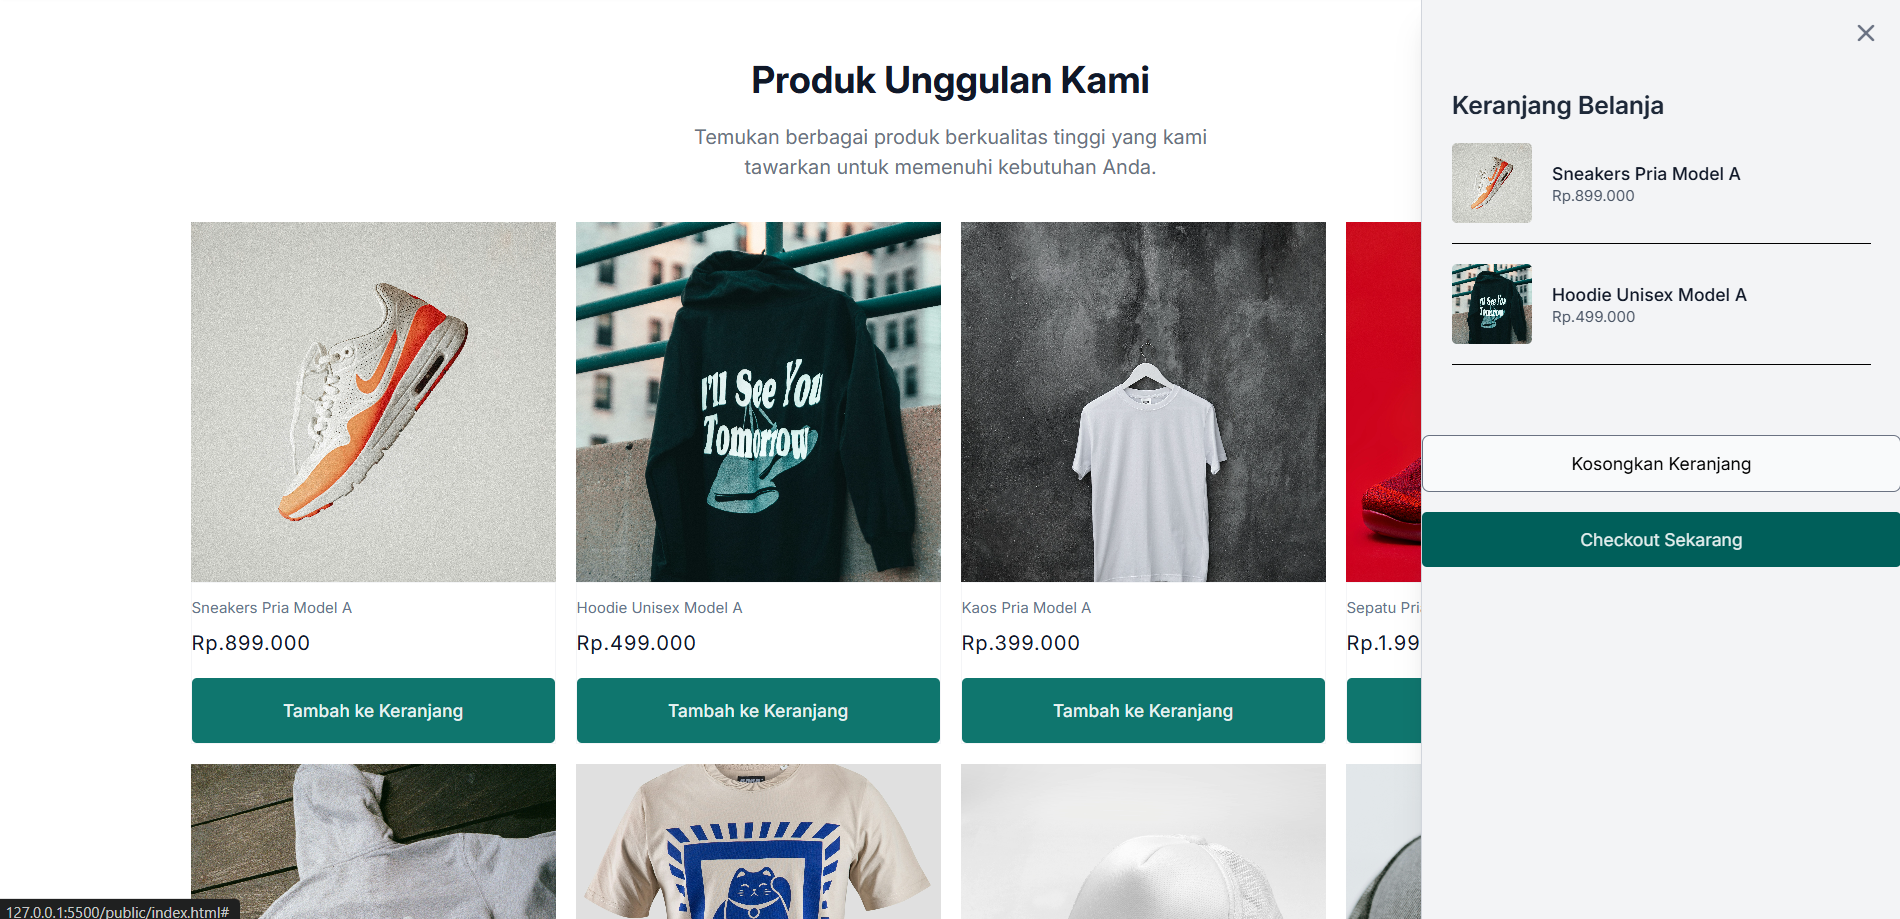 Produk Unggulan Kami
Temukan berbagai produk berkualitas tinggi yang kami
tawarkan untuk memenuhi kebutuhan Anda.
I'll See You
Tomorrow
Sneakers Pria Model A
Rp.899.000
Tambah ke Keranjang
Hoodie Unisex Model A
Rp.499.000
Tambah ke Keranjang
Kaos Pria Model A
Rp.399.000
Tambah ke Keranjang
Sepatu Pri
Rp.1.99
Keranjang Belanja
Sneakers Pria Model A
Rp.899.000
I'll See You
Tomorrow
Hoodie Unisex Model A
Rp.499.000
Kosongkan Keranjang
Checkout Sekarang
127.0.0.1:5500/public/index.html#